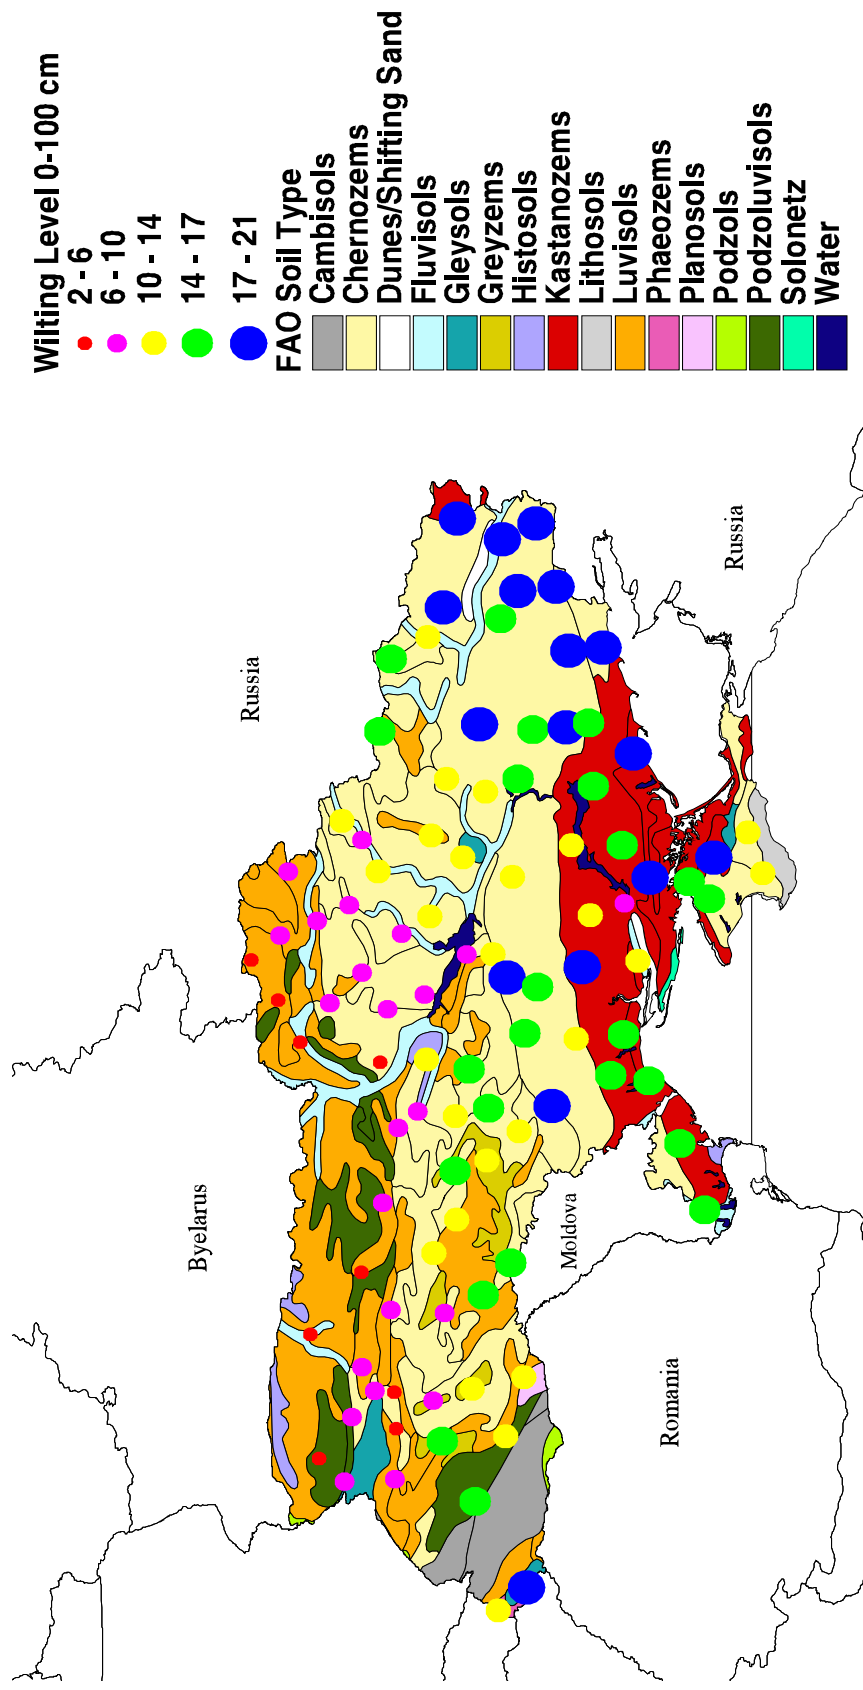 Wilting Level 0-100 cm
2 - 6
6 - 10
10 - 14
14 - 17
17 - 21
FAO Soil Type
Cambisols
Chernozems
Dunes/Shifting Sand
Fluvisols
Gleysols
Greyzems
Histosols
Kastanozems
Lithosols
Luvisols
Phaeozems
Planosols
Podzols
Podzoluvisols
Solonetz
Water
Byelarus
Russia
Moldova
Romania
Russia